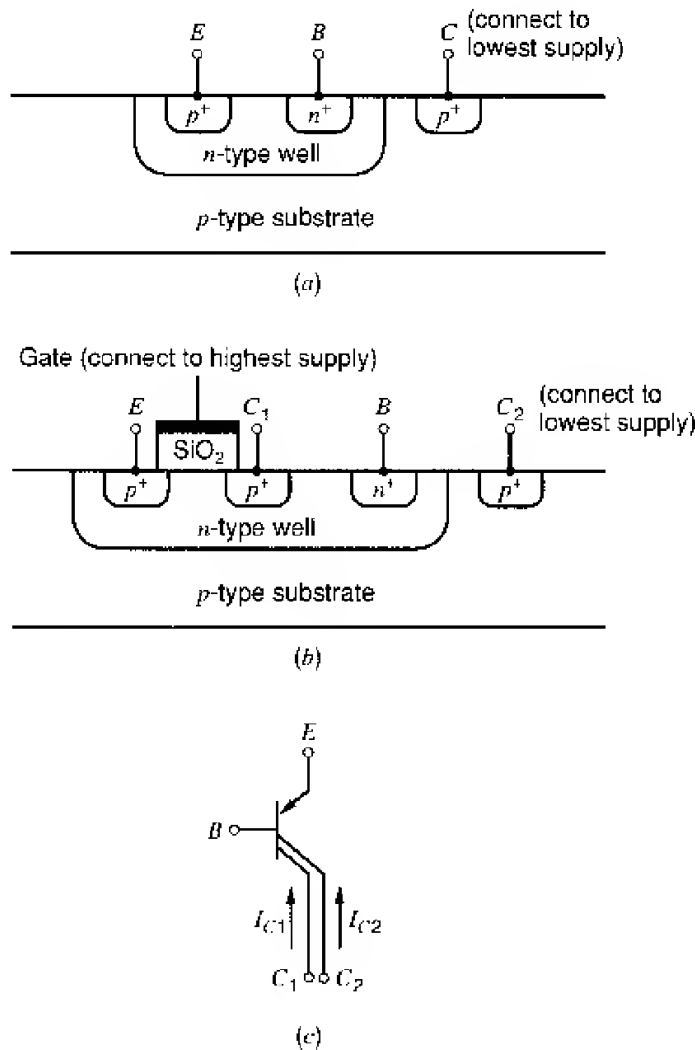 (connect to
lowest supply)
E B C
p+ n+ p+
n-type well
p-type substrate
(a)
Gate (connect to highest supply)
(connect to
lowest supply)
E C1 B C2
SiO2
p+ p+ n+ p+
n-type well
p-type substrate
(b)
E
B
IC1 IC2
C1 C2
(c)